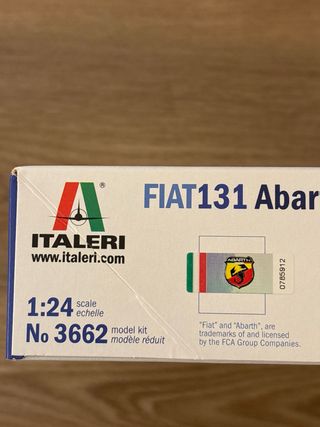 FIAT131 Abar
ITALERI
www.italeri.com
1:24 scale echelle
No 3662 model kit modèle réduit
ABARTH
0785912
"Fiat" and "Abarth", are
trademarks of and licensed
by the FCA Group Companies.